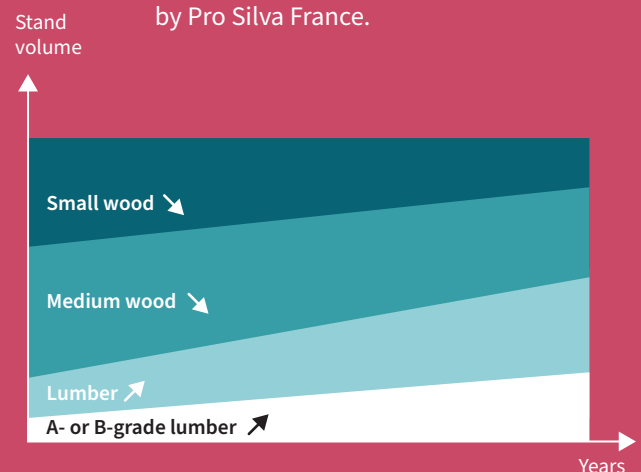 Stand
volume
by Pro Silva France.
Small wood
Medium wood
Lumber
A- or B-grade lumber
Years